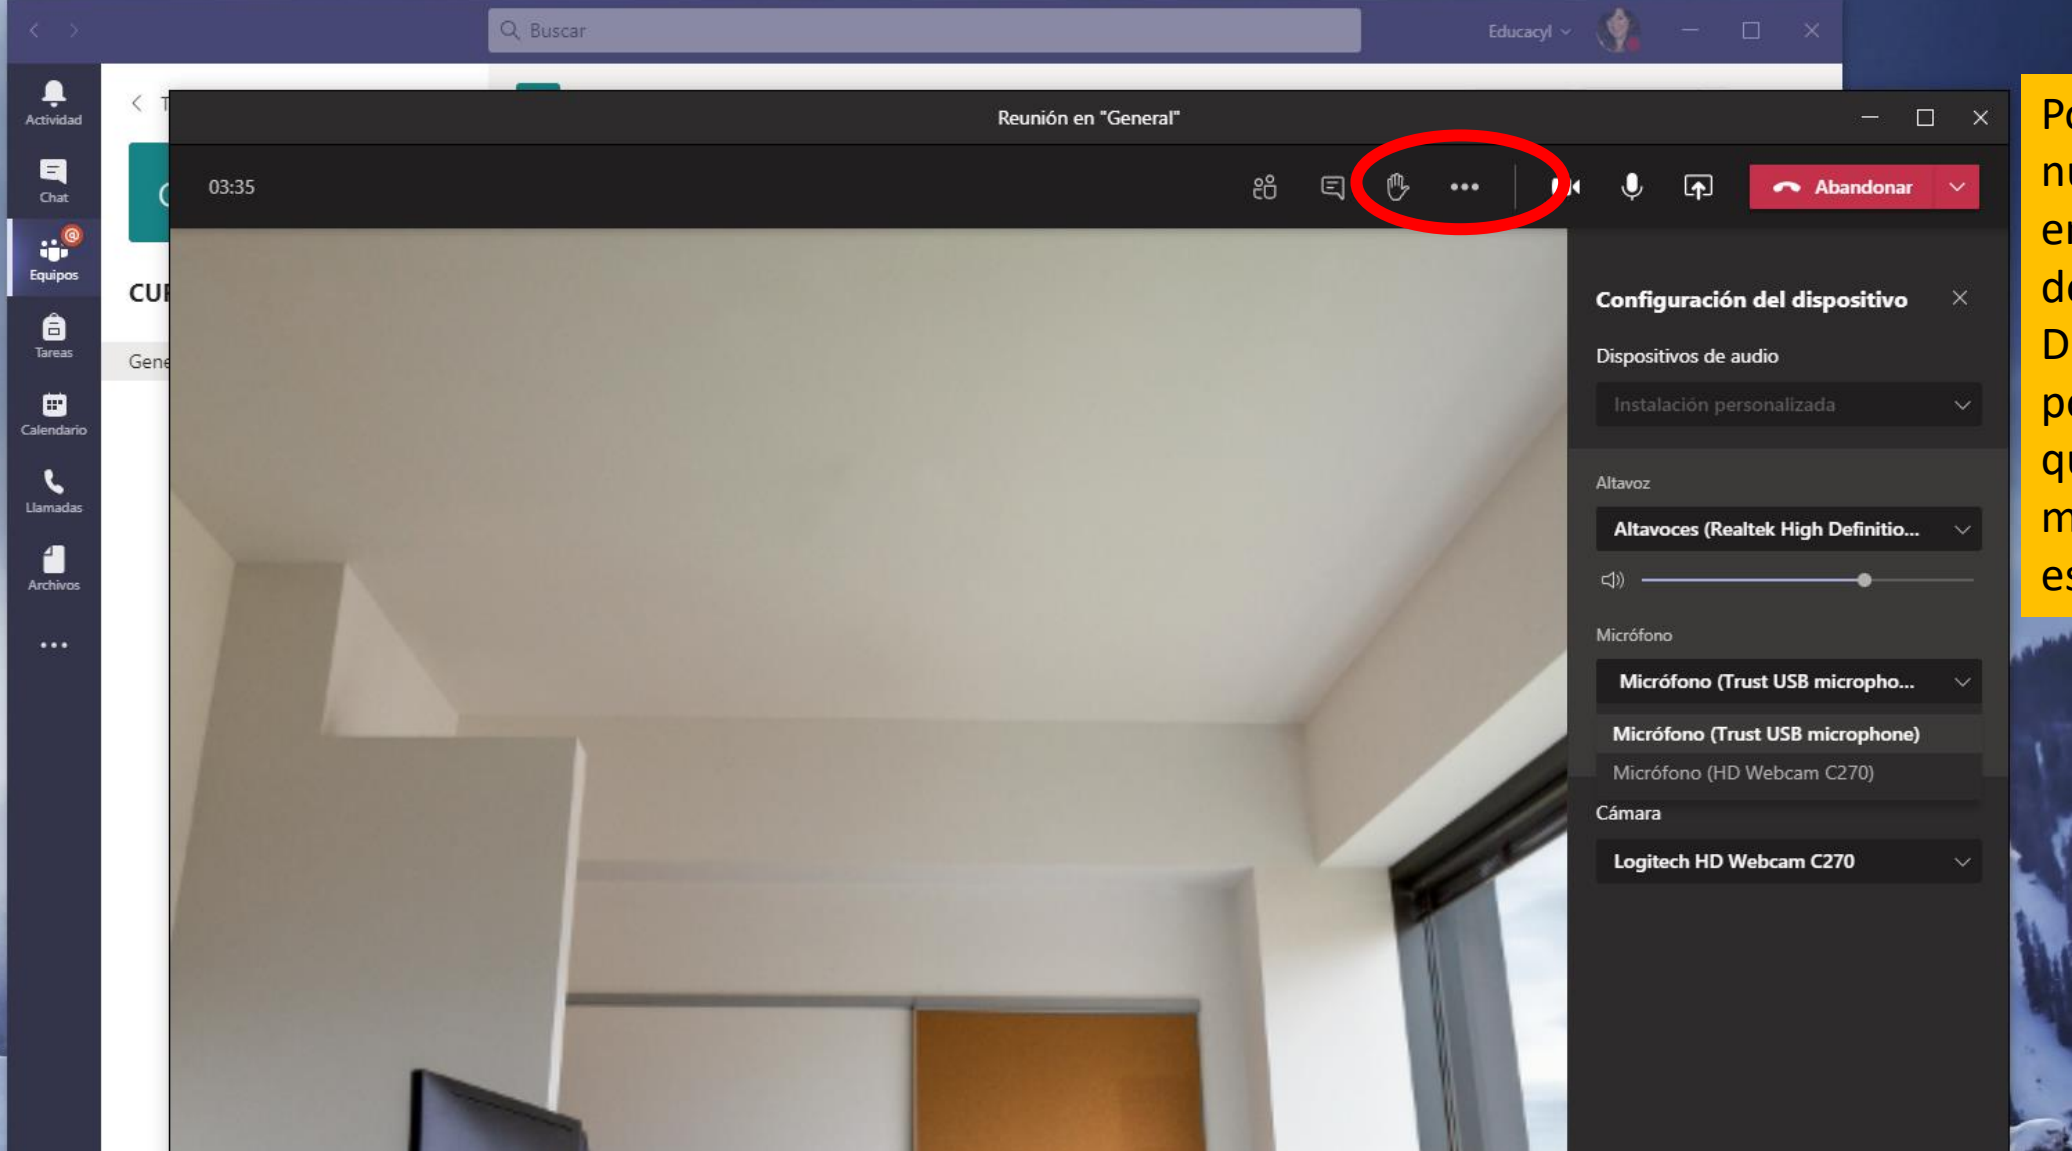 Buscar
Educacyl
Actividad
Chat
Equipos
Tareas
Calendario
Llamadas
Archivos
Reunión en "General"
03:35
Abandonar
Configuración del dispositivo
Dispositivos de audio
Instalación personalizada
Altavoz
Altavoces (Realtek High Definitio...
Micrófono
Micrófono (Trust USB micropho...
Micrófono (Trust USB microphone)
Micrófono (HD Webcam C270)
Cámara
Logitech HD Webcam C270